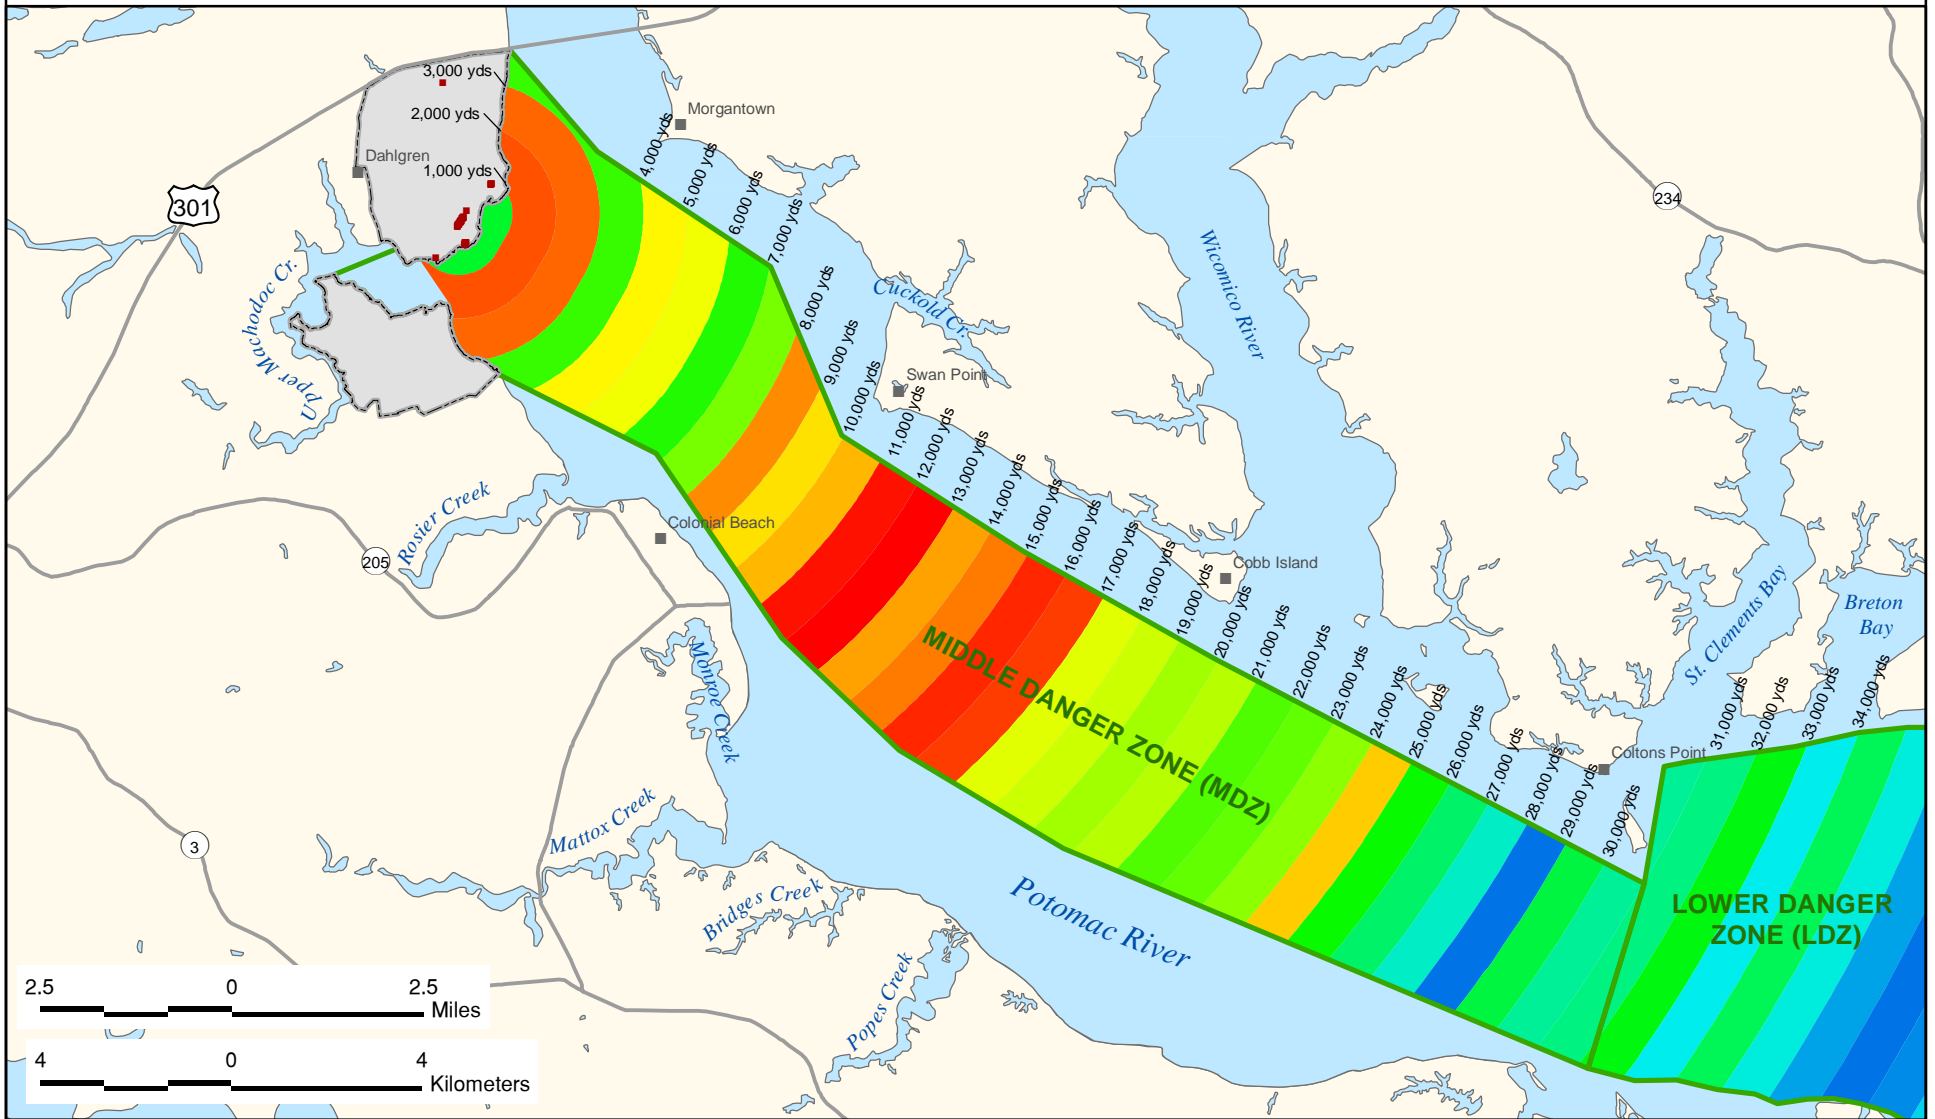 3,000 yds
2,000 yds
1,000 yds
Dahlgren
Morgantown
301
234
4,000 yds
5,000 yds
6,000 yds
7,000 yds
8,000 yds
9,000 yds
10,000 yds
11,000 yds
12,000 yds
13,000 yds
14,000 yds
15,000 yds
16,000 yds
17,000 yds
18,000 yds
19,000 yds
20,000 yds
21,000 yds
22,000 yds
23,000 yds
24,000 yds
25,000 yds
26,000 yds
27,000 yds
28,000 yds
29,000 yds
30,000 yds
31,000 yds
32,000 yds
33,000 yds
34,000 yds
Upper Machodoc Cr.
Cuckold Cr.
Wicomico River
Swan Point
Rosier Creek
205
Colonial Beach
Cobb Island
St. Clements Bay
Breton
Bay
Monroe Creek
MIDDLE DANGER ZONE (MDZ)
Coltons Point
Mattox Creek
3
Bridges Creek
Potomac River
Popes Creek
LOWER DANGER
ZONE (LDZ)
2.5 0 2.5
Miles
4 0 4
Kilometers